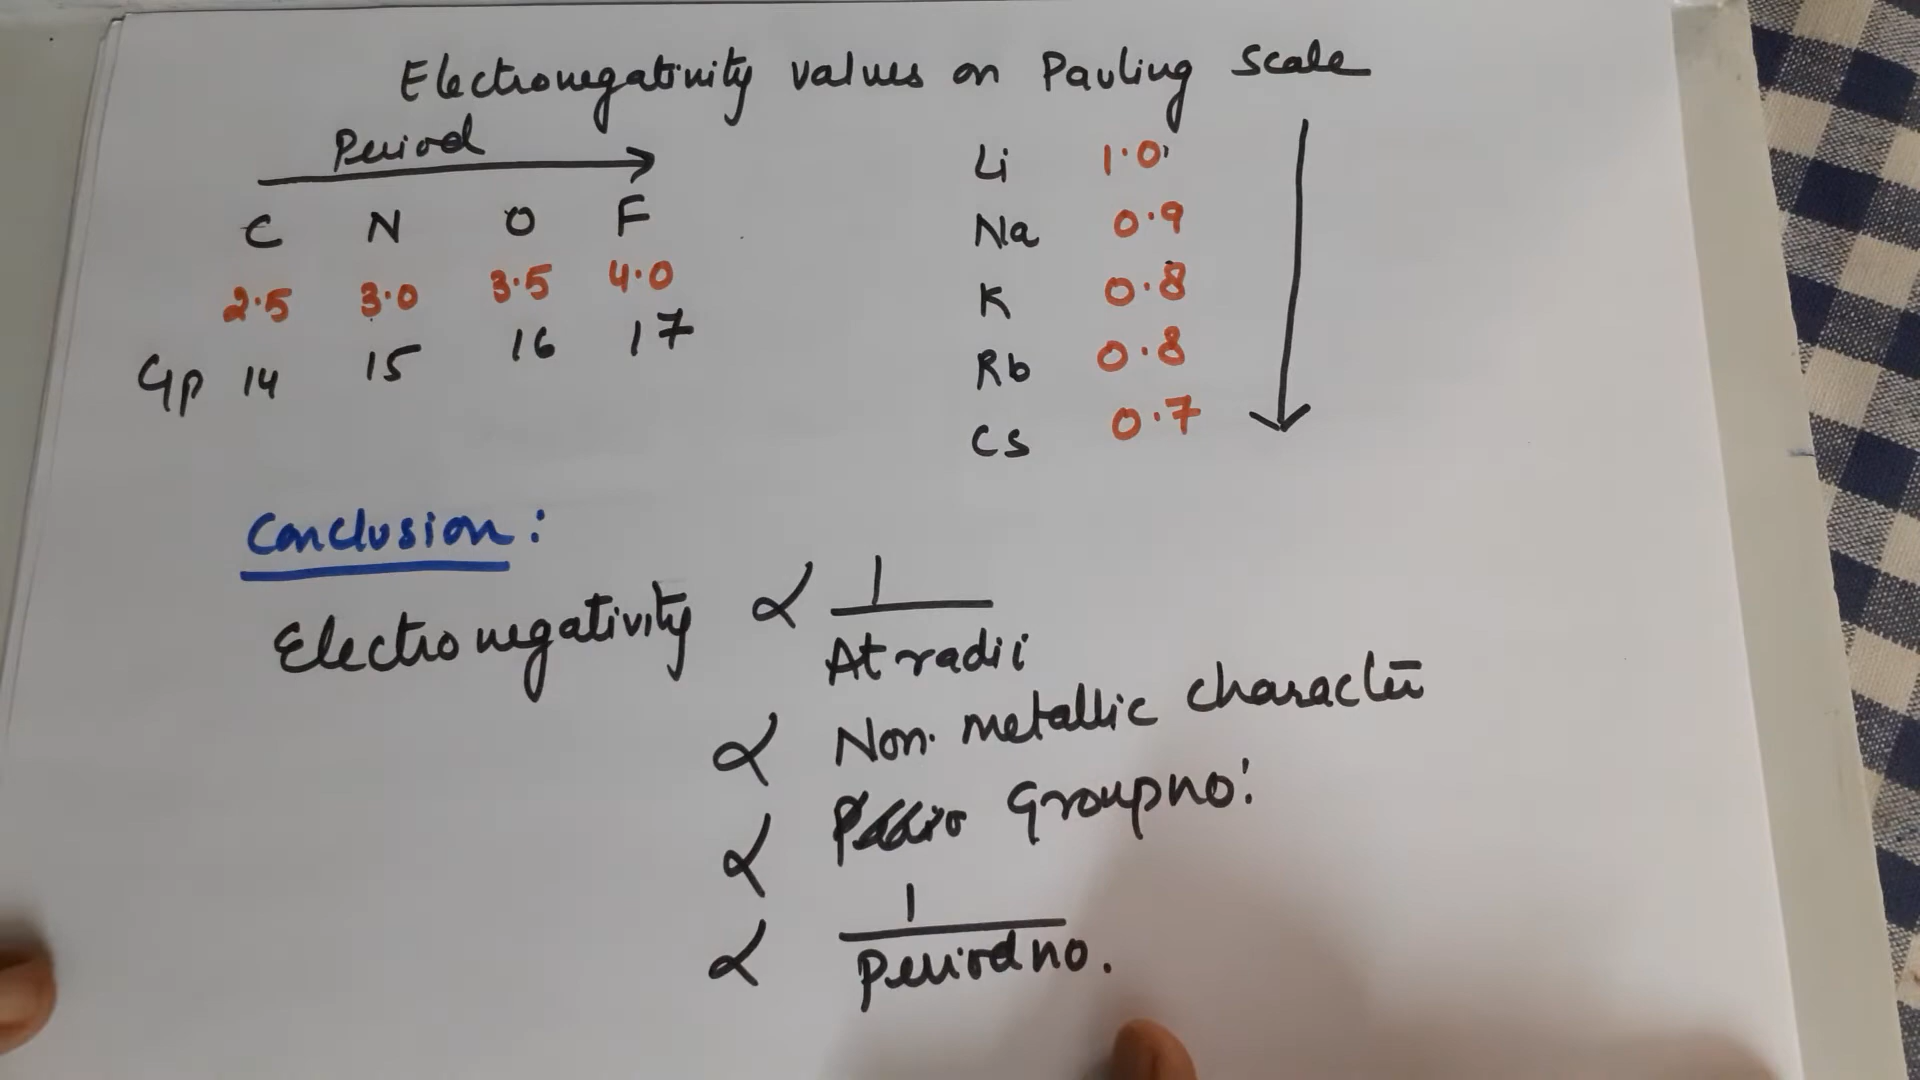 Electronegativity values on Pauling Scale
Period
C N O F
2.5 3.0 3.5 4.0
Gp 14 15 16 17
Li 1.0
Na 0.9
K 0.8
Rb 0.8
Cs 0.7
Conclusion:
Electronegativity ∝ 1
At radii
∝ Non. metallic character
∝ Group no:
∝ 1
Period no.